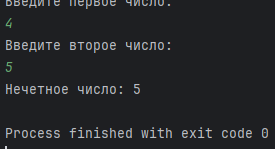 Введите первое число:
4
Введите второе число:
5
Нечетное число: 5
Process finished with exit code 0